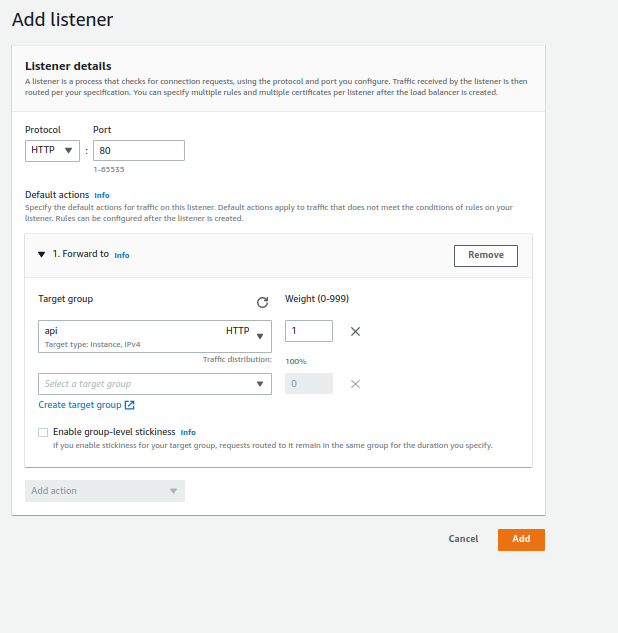 Add listener
Listener details
A listener is a process that checks for connection requests, using the protocol and port you configure. Traffic received by the listener is then
routed per your specification. You can specify multiple rules and multiple certificates per listener after the load balancer is created.
Protocol Port
HTTP : 80
1-65535
Default actions Info
Specify the default actions for traffic on this listener. Default actions apply to traffic that does not meet the conditions of rules on your
listener. Rules can be configured after the listener is created.
1. Forward to Info Remove
Target group Weight (0-999)
api HTTP 1
Target type: Instance, IPv4
Traffic distribution: 100%
Select a target group 0
Create target group
Enable group-level stickiness Info
If you enable stickiness for your target group, requests routed to it remain in the same group for the duration you specify.
Add action
Cancel Add